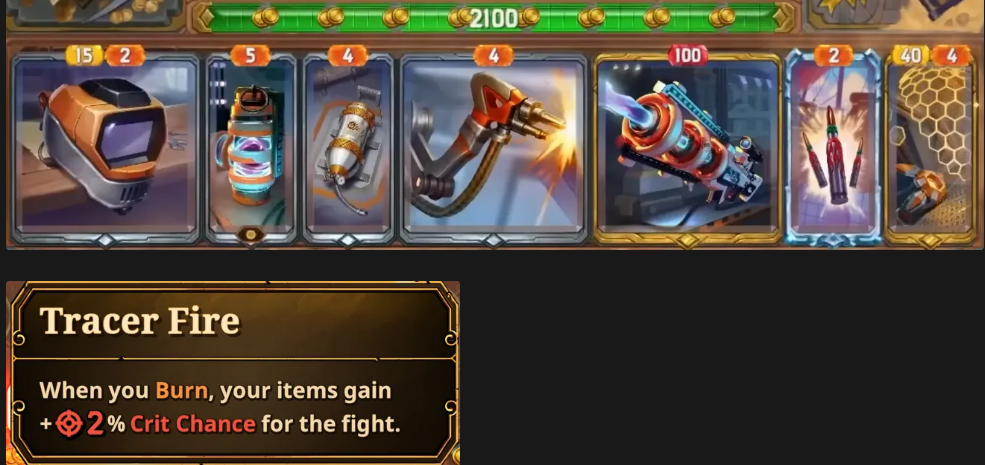 2100
15 2 5 4 4 100 2 40 4
Tracer Fire
When you Burn, your items gain
+ 2% Crit Chance for the fight.